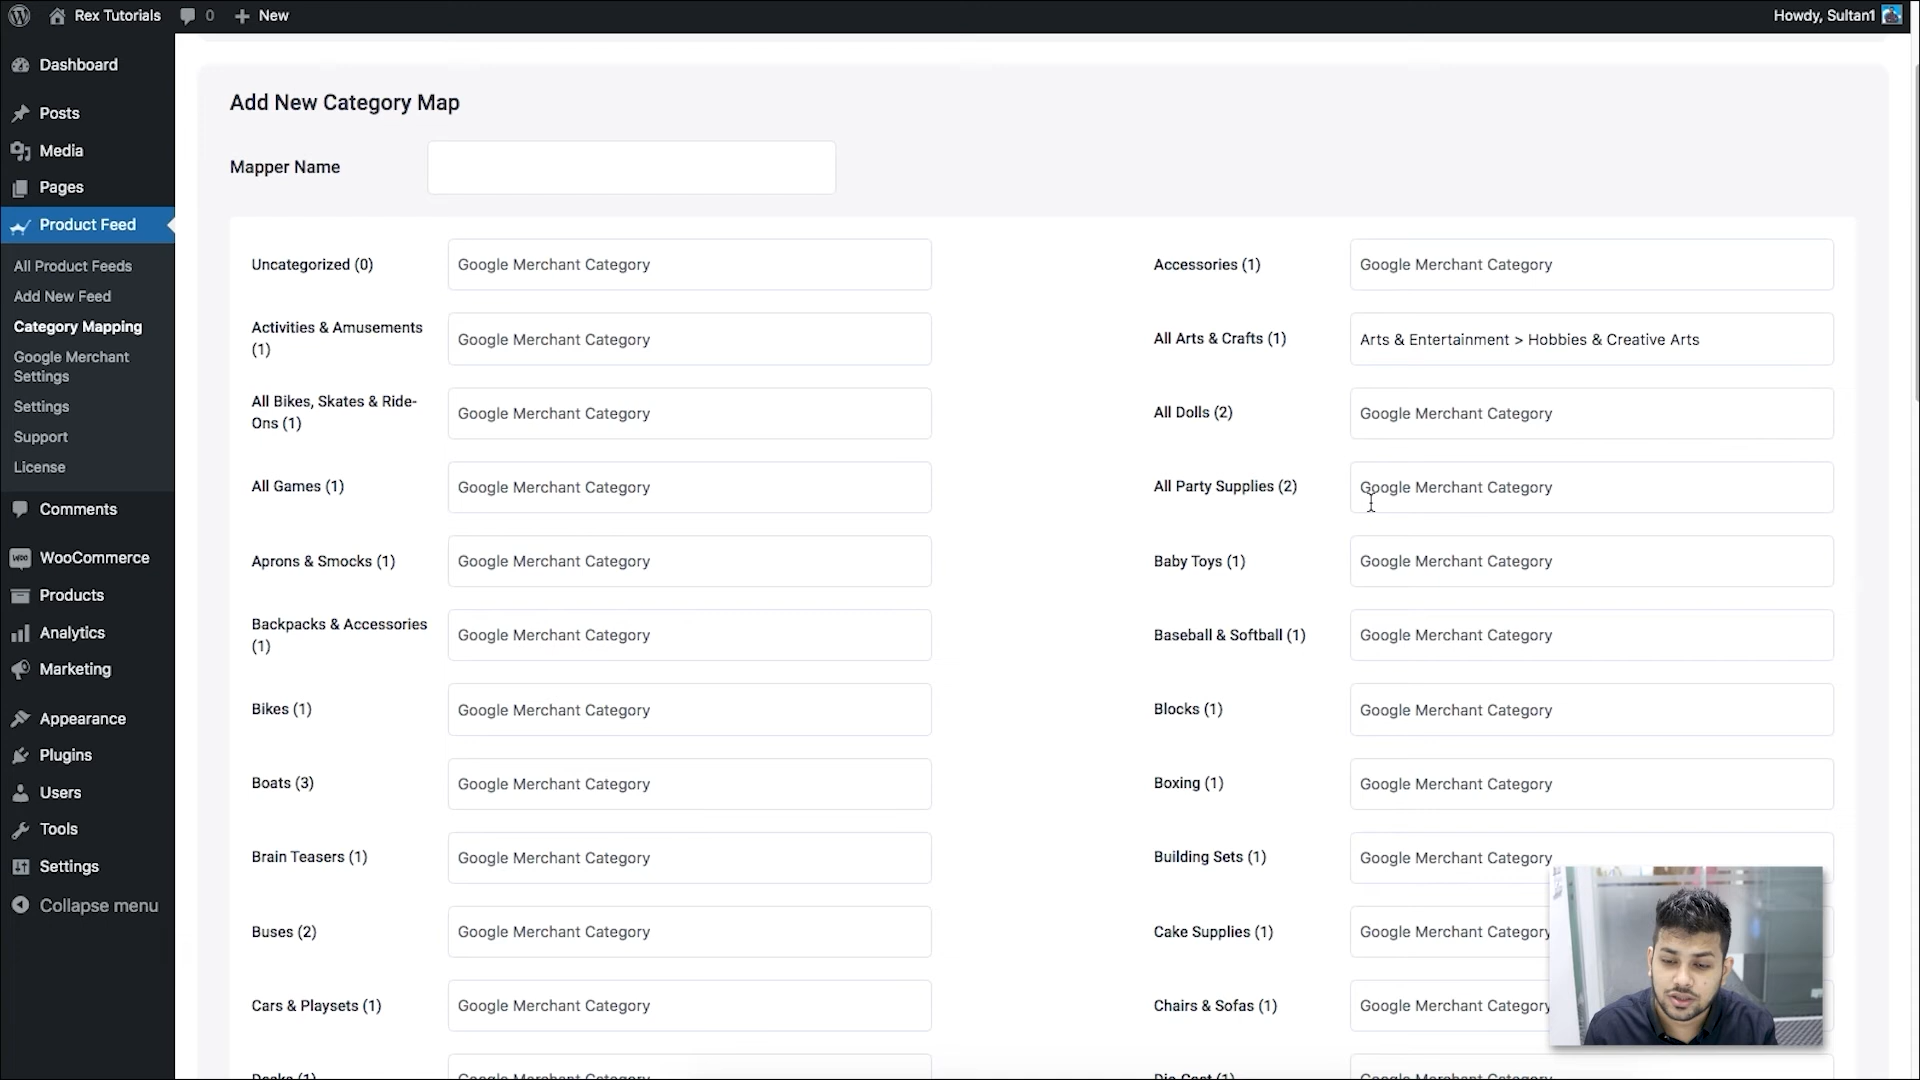 Rex Tutorials
0
New
Howdy, Sultan1
Dashboard
Posts
Media
Pages
Product Feed
All Product Feeds
Add New Feed
Category Mapping
Google Merchant
Settings
Settings
Support
License
Comments
WooCommerce
Products
Analytics
Marketing
Appearance
Plugins
Users
Tools
Settings
Collapse menu
Add New Category Map
Mapper Name
Uncategorized (0)
Google Merchant Category
Accessories (1)
Google Merchant Category
Activities & Amusements
(1)
Google Merchant Category
All Arts & Crafts (1)
Arts & Entertainment > Hobbies & Creative Arts
All Bikes, Skates & Ride-
Ons (1)
Google Merchant Category
All Dolls (2)
Google Merchant Category
All Games (1)
Google Merchant Category
All Party Supplies (2)
Google Merchant Category
Aprons & Smocks (1)
Google Merchant Category
Baby Toys (1)
Google Merchant Category
Backpacks & Accessories
(1)
Google Merchant Category
Baseball & Softball (1)
Google Merchant Category
Bikes (1)
Google Merchant Category
Blocks (1)
Google Merchant Category
Boats (3)
Google Merchant Category
Boxing (1)
Google Merchant Category
Brain Teasers (1)
Google Merchant Category
Building Sets (1)
Google Merchant Category
Buses (2)
Google Merchant Category
Cake Supplies (1)
Google Merchant Category
Cars & Playsets (1)
Google Merchant Category
Chairs & Sofas (1)
Google Merchant Category
Google Merchant Category
Die Cast (1)
Google Merchant Category